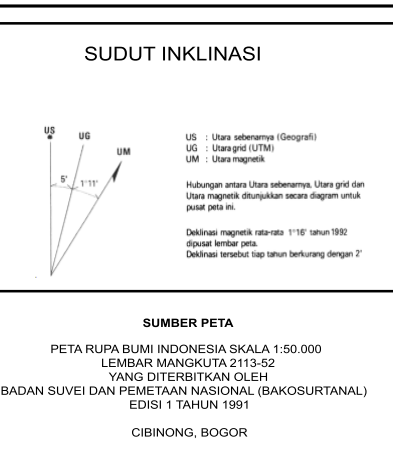 SUDUT INKLINASI
US
UG
UM
5'
1°11'
US : Utara sebenarnya (Geografi)
UG : Utara grid (UTM)
UM : Utara magnetik
Hubungan antara Utara sebenarnya, Utara grid dan
Utara magnetik ditunjukkan secara diagram untuk
pusat peta ini.
Deklinasi magnetik rata-rata 1°16' tahun 1992
dipusat lembar peta.
Deklinasi tersebut tiap tahun berkurang dengan 2'
SUMBER PETA
PETA RUPA BUMI INDONESIA SKALA 1:50.000
LEMBAR MANGKUTA 2113-52
YANG DITERBITKAN OLEH
BADAN SUVEI DAN PEMETAAN NASIONAL (BAKOSURTANAL)
EDISI 1 TAHUN 1991
CIBINONG, BOGOR